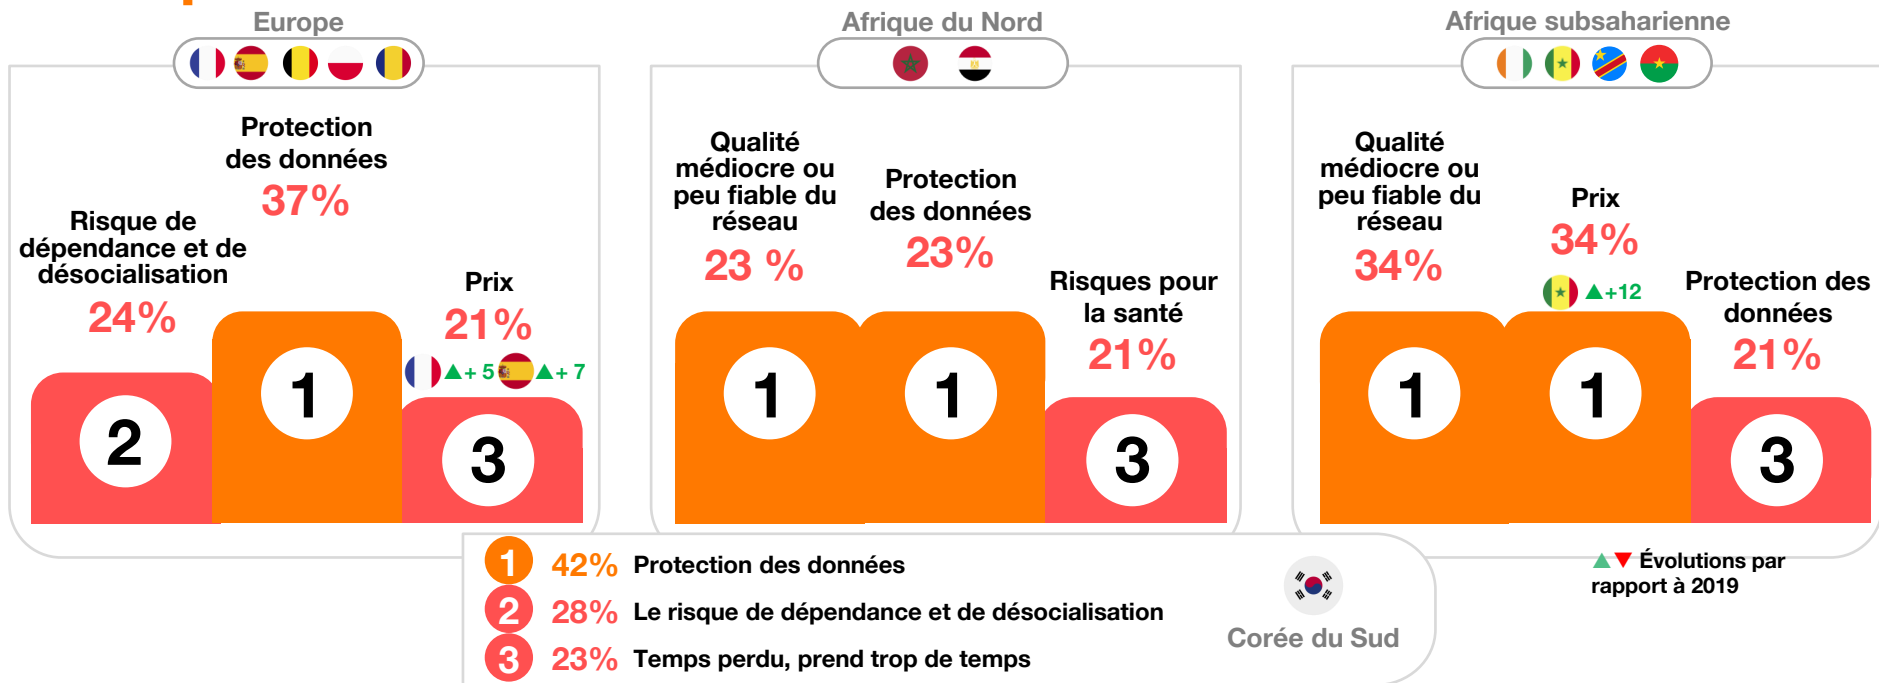 Europe
Protection
des données
37%
Risque de
dépendance et de
désocialisation
24%
Prix
21%
+ 5
+ 7
2
1
3
Afrique du Nord
Qualité
médiocre ou
peu fiable du
réseau
23 %
Protection
des données
23%
Risques pour
la santé
21%
1
1
3
Afrique subsaharienne
Qualité
médiocre ou
peu fiable du
réseau
34%
Prix
34%
+12
Protection des
données
21%
1
1
3
1 42% Protection des données
2 28% Le risque de dépendance et de désocialisation
3 23% Temps perdu, prend trop de temps
Corée du Sud
▲▼ Évolutions par
rapport à 2019